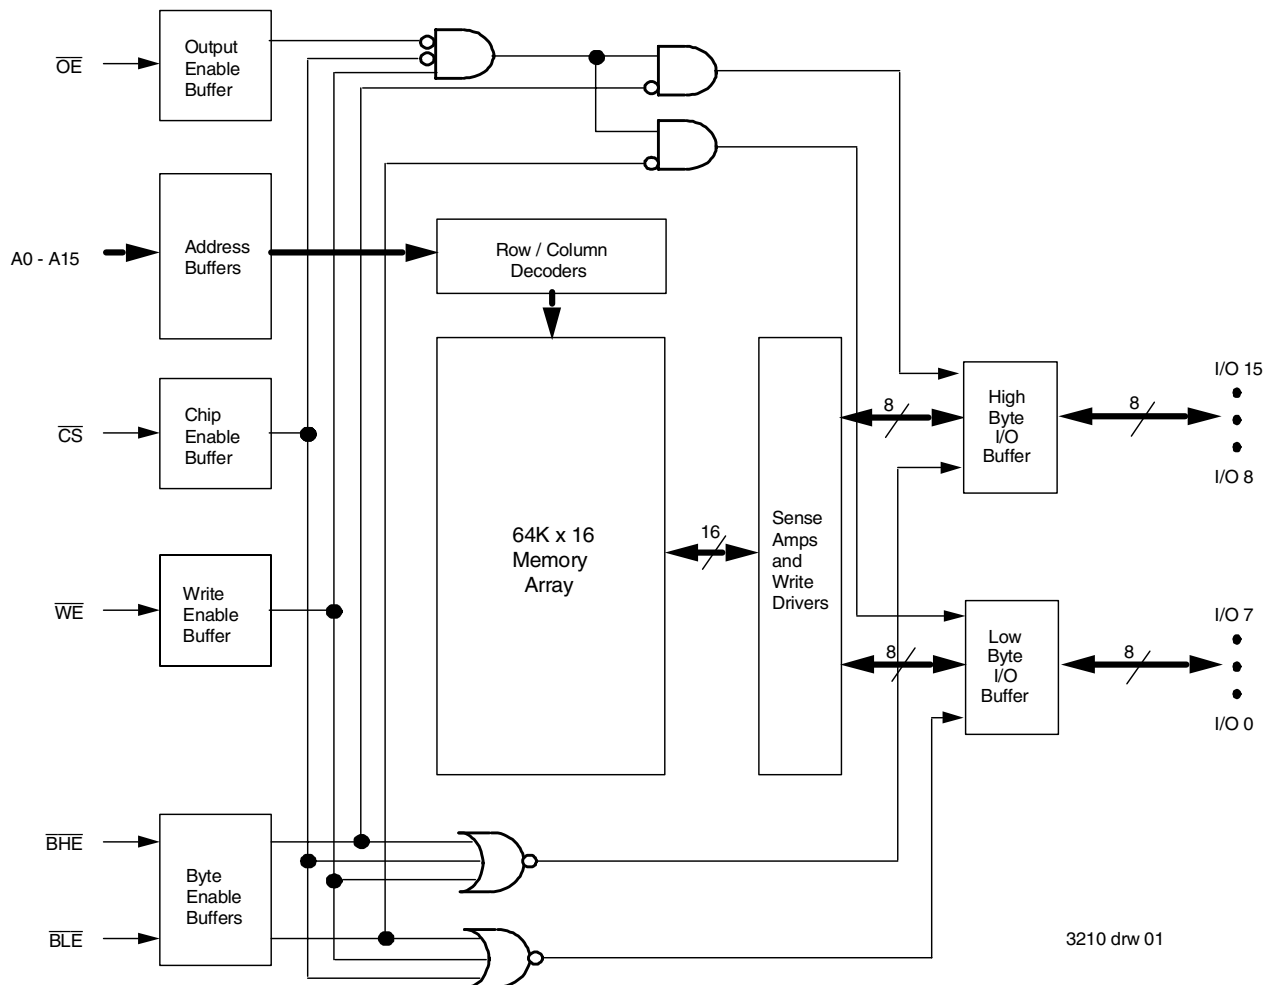 OE
Output
Enable
Buffer
A0 - A15
Address
Buffers
Row / Column
Decoders
CS
Chip
Enable
Buffer
WE
Write
Enable
Buffer
64K x 16
Memory
Array
16
Sense
Amps
and
Write
Drivers
8
High
Byte
I/O
Buffer
8
I/O 15
I/O 8
8
Low
Byte
I/O
Buffer
8
I/O 7
I/O 0
BHE
Byte
Enable
Buffers
BLE
3210 drw 01